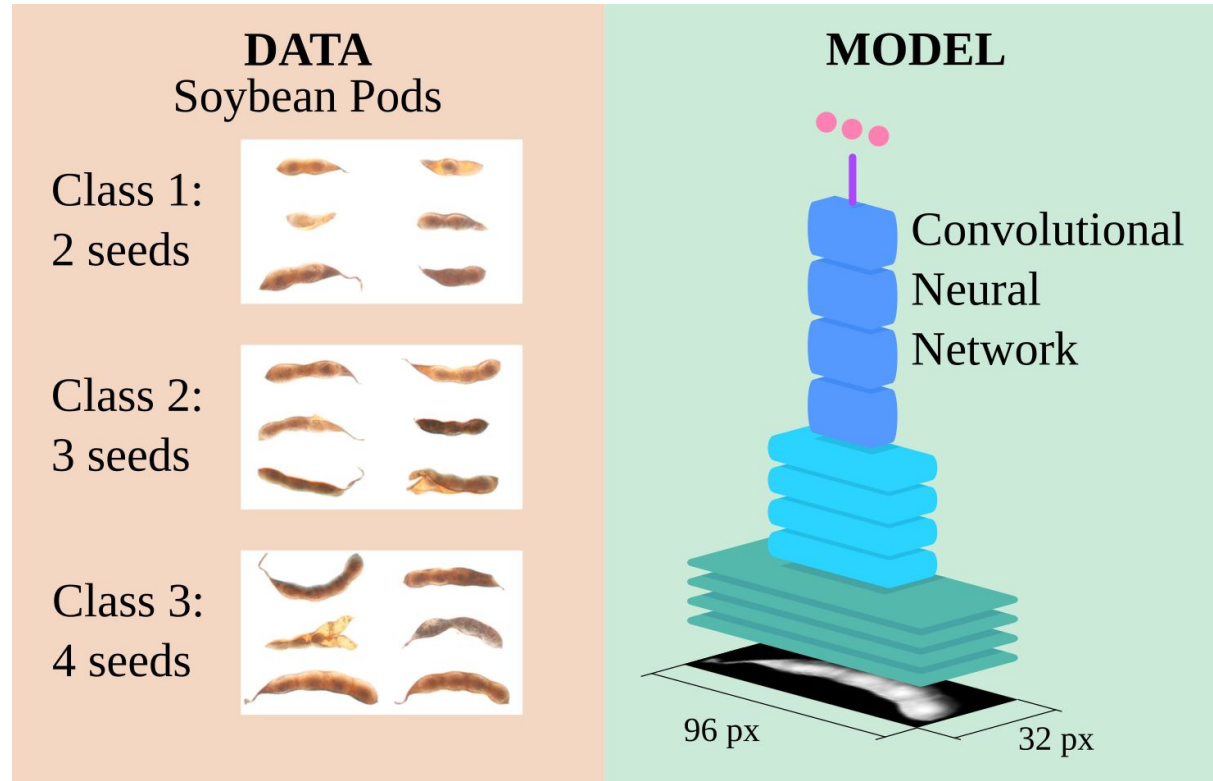 DATA
Soybean Pods
Class 1:
2 seeds
Class 2:
3 seeds
Class 3:
4 seeds
MODEL
Convolutional
Neural
Network
96 px
32 px